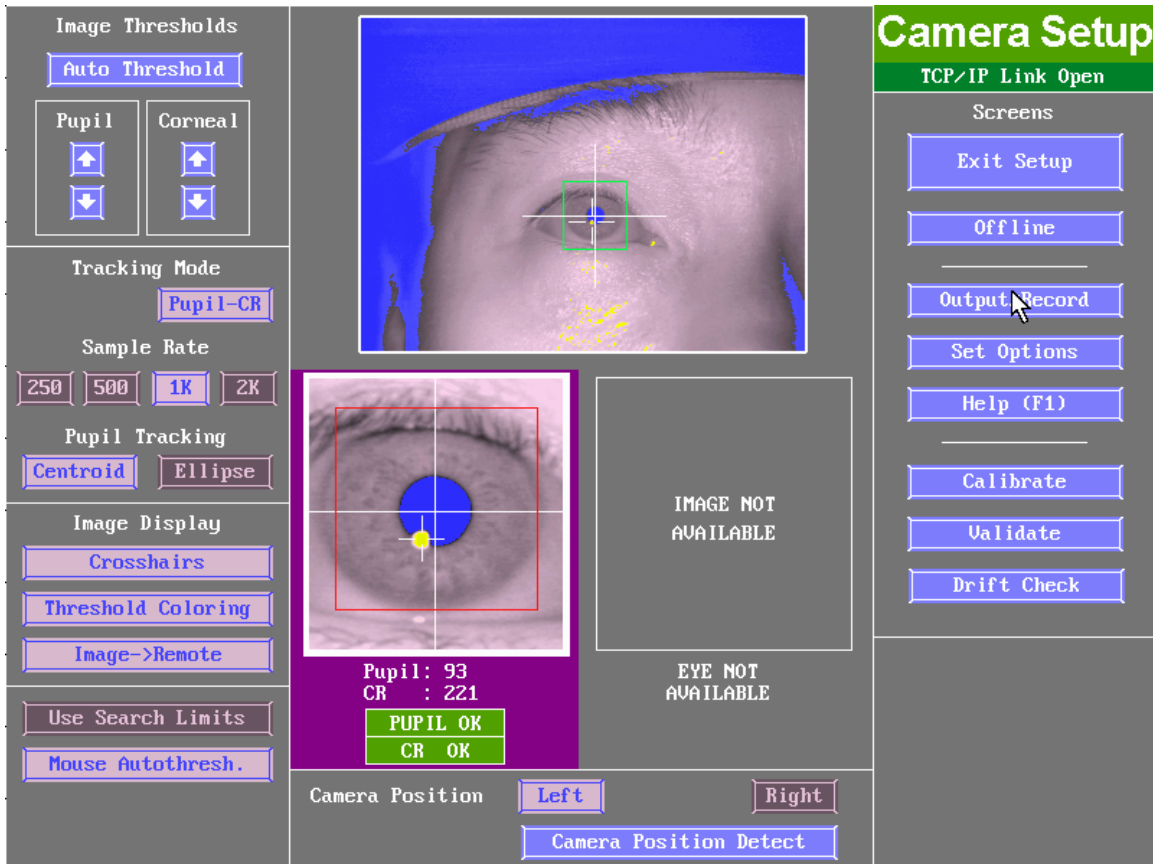 Image Thresholds
Auto Threshold
Pupil
Corneal
Tracking Mode
Pupil-CR
Sample Rate
250
500
1K
2K
Pupil Tracking
Centroid
Ellipse
Image Display
Crosshairs
Threshold Coloring
Image->Remote
Use Search Limits
Mouse Autothresh.
Pupil: 93
CR : 221
PUPIL OK
CR OK
IMAGE NOT
AVAILABLE
EYE NOT
AVAILABLE
Camera Position
Left
Right
Camera Position Detect
Camera Setup
TCP/IP Link Open
Screens
Exit Setup
Offline
Output/Record
Set Options
Help (F1)
Calibrate
Validate
Drift Check